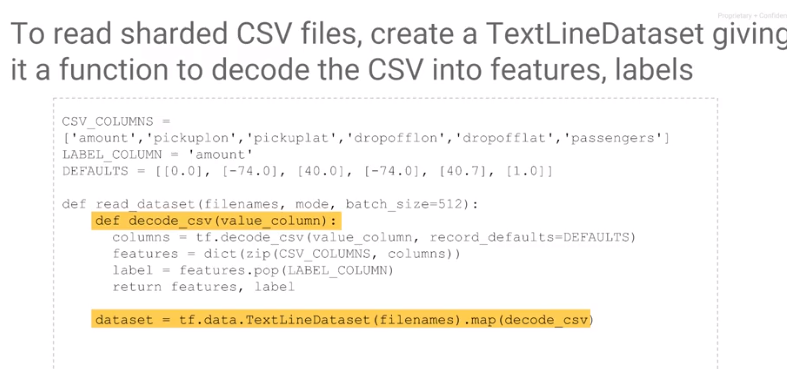 Proprietary + Confiden
To read sharded CSV files, create a TextLineDataset giving
it a function to decode the CSV into features, labels
CSV_COLUMNS =
['amount','pickuplon','pickuplat','dropofflon','dropofflat','passengers']
LABEL_COLUMN = 'amount'
DEFAULTS = [[0.0], [-74.0], [40.0], [-74.0], [40.7], [1.0]]
def read_dataset(filenames, mode, batch_size=512):
def decode_csv(value_column):
columns = tf.decode_csv(value_column, record_defaults=DEFAULTS)
features = dict(zip(CSV_COLUMNS, columns))
label = features.pop(LABEL_COLUMN)
return features, label
dataset = tf.data.TextLineDataset(filenames).map(decode_csv)